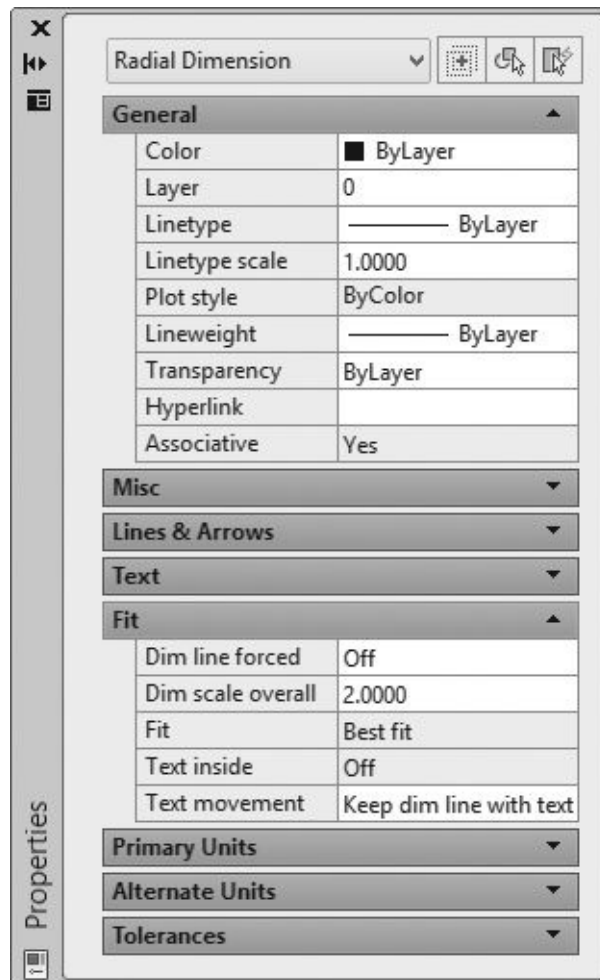 Radial Dimension
General
Color ByLayer
Layer 0
Linetype ByLayer
Linetype scale 1.0000
Plot style ByColor
Lineweight ByLayer
Transparency ByLayer
Hyperlink
Associative Yes
Misc
Lines & Arrows
Text
Fit
Dim line forced Off
Dim scale overall 2.0000
Fit Best fit
Text inside Off
Text movement Keep dim line with text
Primary Units
Alternate Units
Tolerances
Properties